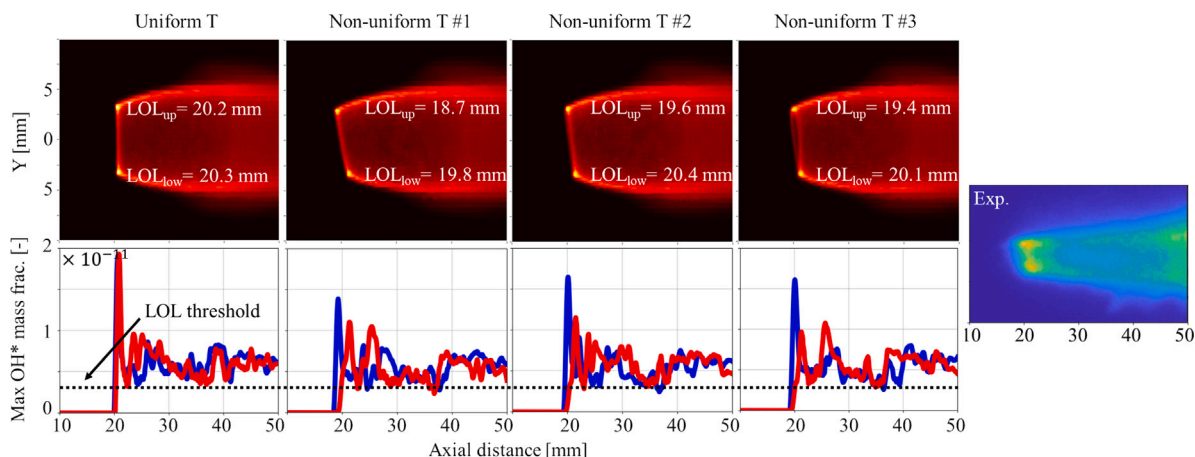 Uniform T Non-uniform T #1 Non-uniform T #2 Non-uniform T #3
Y [mm]
5
0
5
LOLup= 20.2 mm LOLup= 18.7 mm LOLup= 19.6 mm LOLup= 19.4 mm
LOLlow= 20.3 mm LOLlow= 19.8 mm LOLlow= 20.4 mm LOLlow= 20.1 mm
Exp.
10 20 30 40 50
Max OH* mass frac. [-]
2
1
0
× 10⁻¹¹
LOL threshold
10 20 30 40 50 20 30 40 50 20 30 40 50 20 30 40 50
Axial distance [mm]